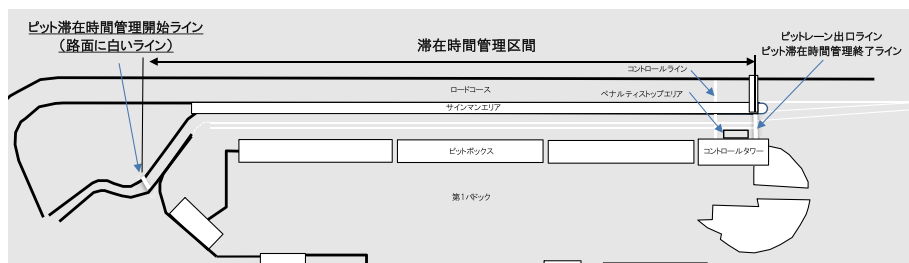 ピット滞在時間管理開始ライン
(路面に白いライン)
滞在時間管理区間
ピットレーン出口ライン
ピット滞在時間管理終了ライン
コントロールライン
ロードコース
ペナルティストップエリア
サインマンエリア
ピットボックス
コントロールタワー
第1パドック